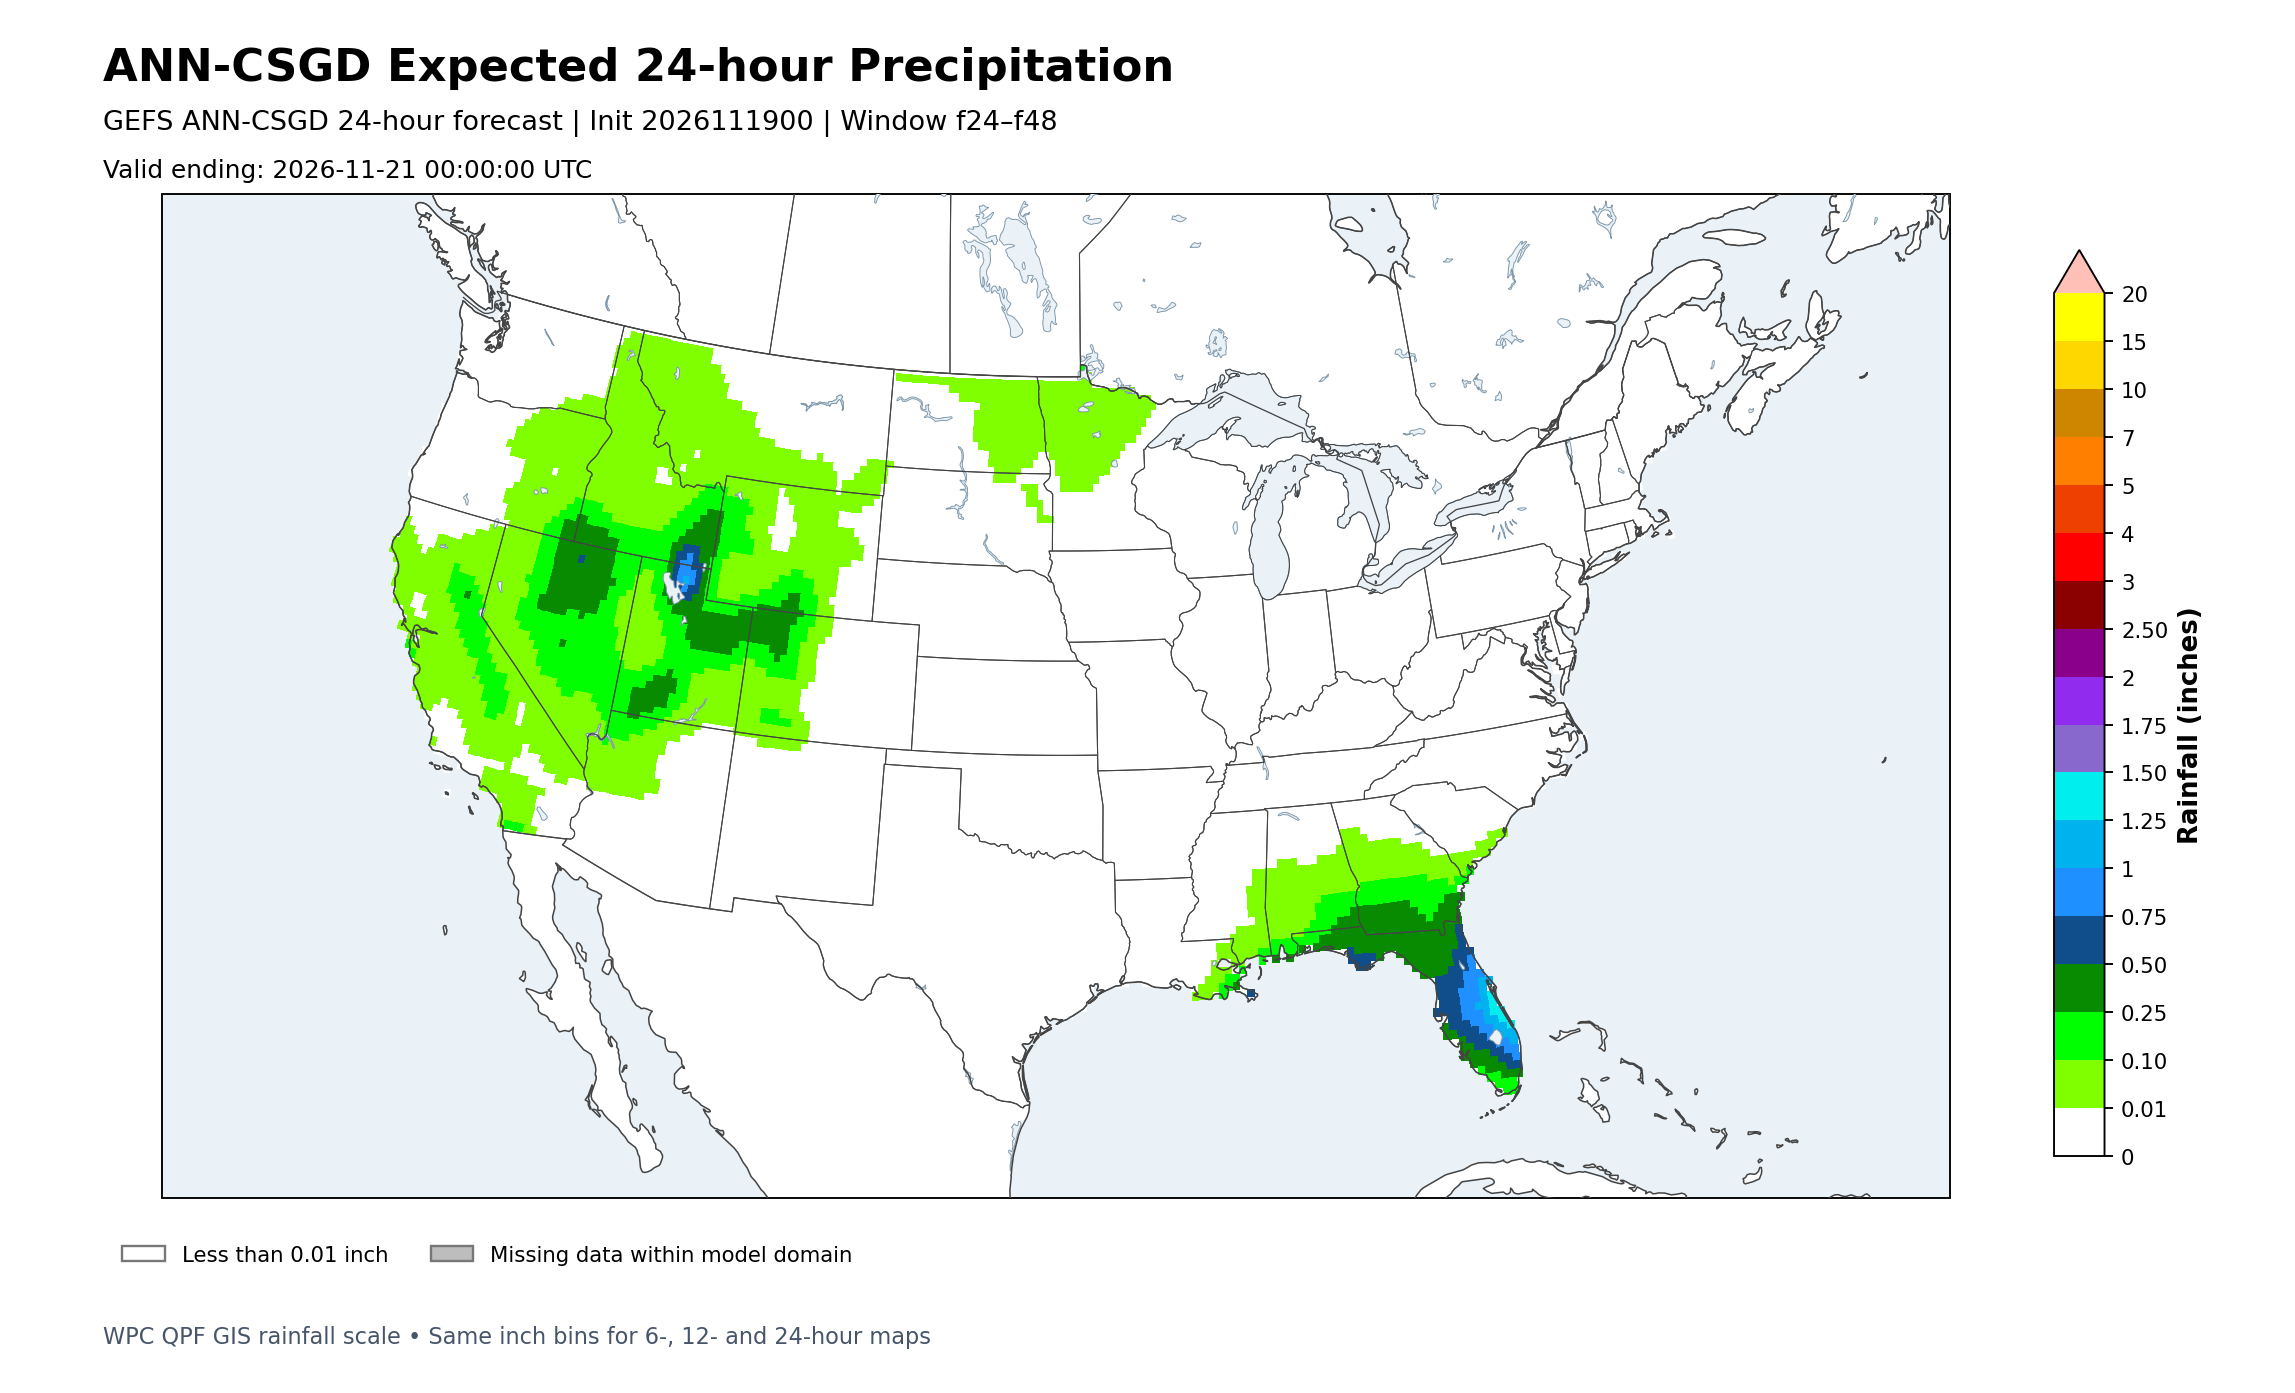 ANN-CSGD Expected 24-hour Precipitation
GEFS ANN-CSGD 24-hour forecast | Init 2026111900 | Window f24–f48
Valid ending: 2026-11-21 00:00:00 UTC
20
15
10
7
5
4
3
2.50
2
1.75
1.50
1.25
1
0.75
0.50
0.25
0.10
0.01
0
Rainfall (inches)
Less than 0.01 inch
Missing data within model domain
WPC QPF GIS rainfall scale • Same inch bins for 6-, 12- and 24-hour maps